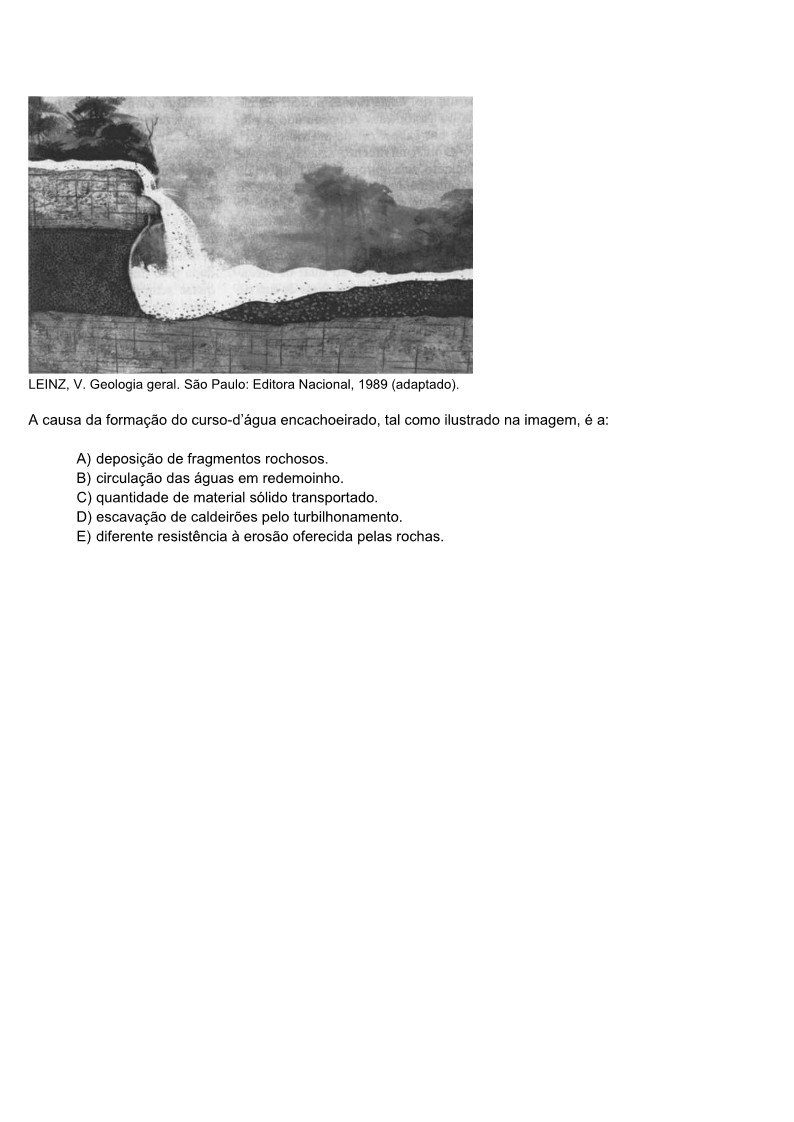 LEINZ, V. Geologia geral. São Paulo: Editora Nacional, 1989 (adaptado).
A causa da formação do curso-d’água encachoeirado, tal como ilustrado na imagem, é a:
A) deposição de fragmentos rochosos.
B) circulação das águas em redemoinho.
C) quantidade de material sólido transportado.
D) escavação de caldeirões pelo turbilhonamento.
E) diferente resistência à erosão oferecida pelas rochas.